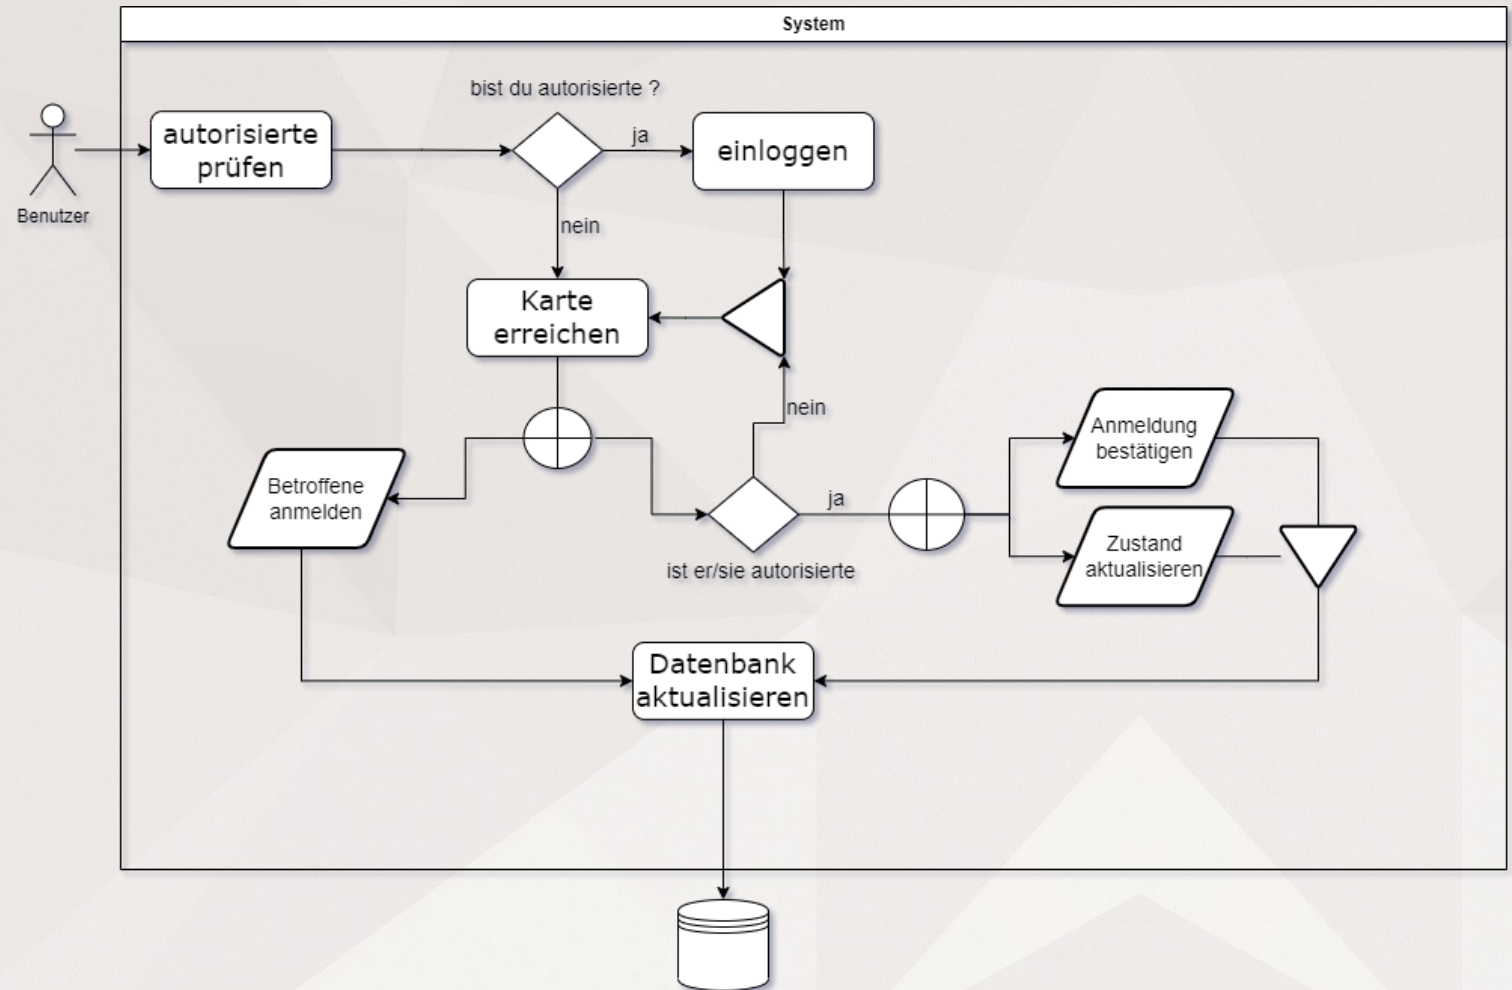 System
bist du autorisierte ?
autorisierte
prüfen
ja
einloggen
Benutzer
nein
Karte
erreichen
nein
Anmeldung
bestätigen
Betroffene
anmelden
ja
Zustand
aktualisieren
ist er/sie autorisierte
Datenbank
aktualisieren